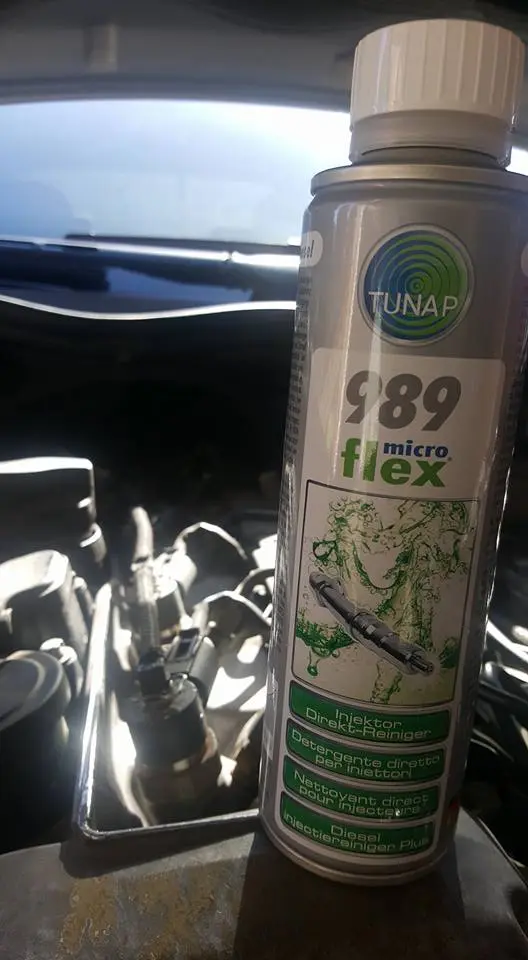 TUNAP
989
micro
flex
Injektor
Direkt-Reiniger
Detergente diretto
per iniettori
Nettoyant direct
pour injecteurs
Diesel
injectiereiniger Plus